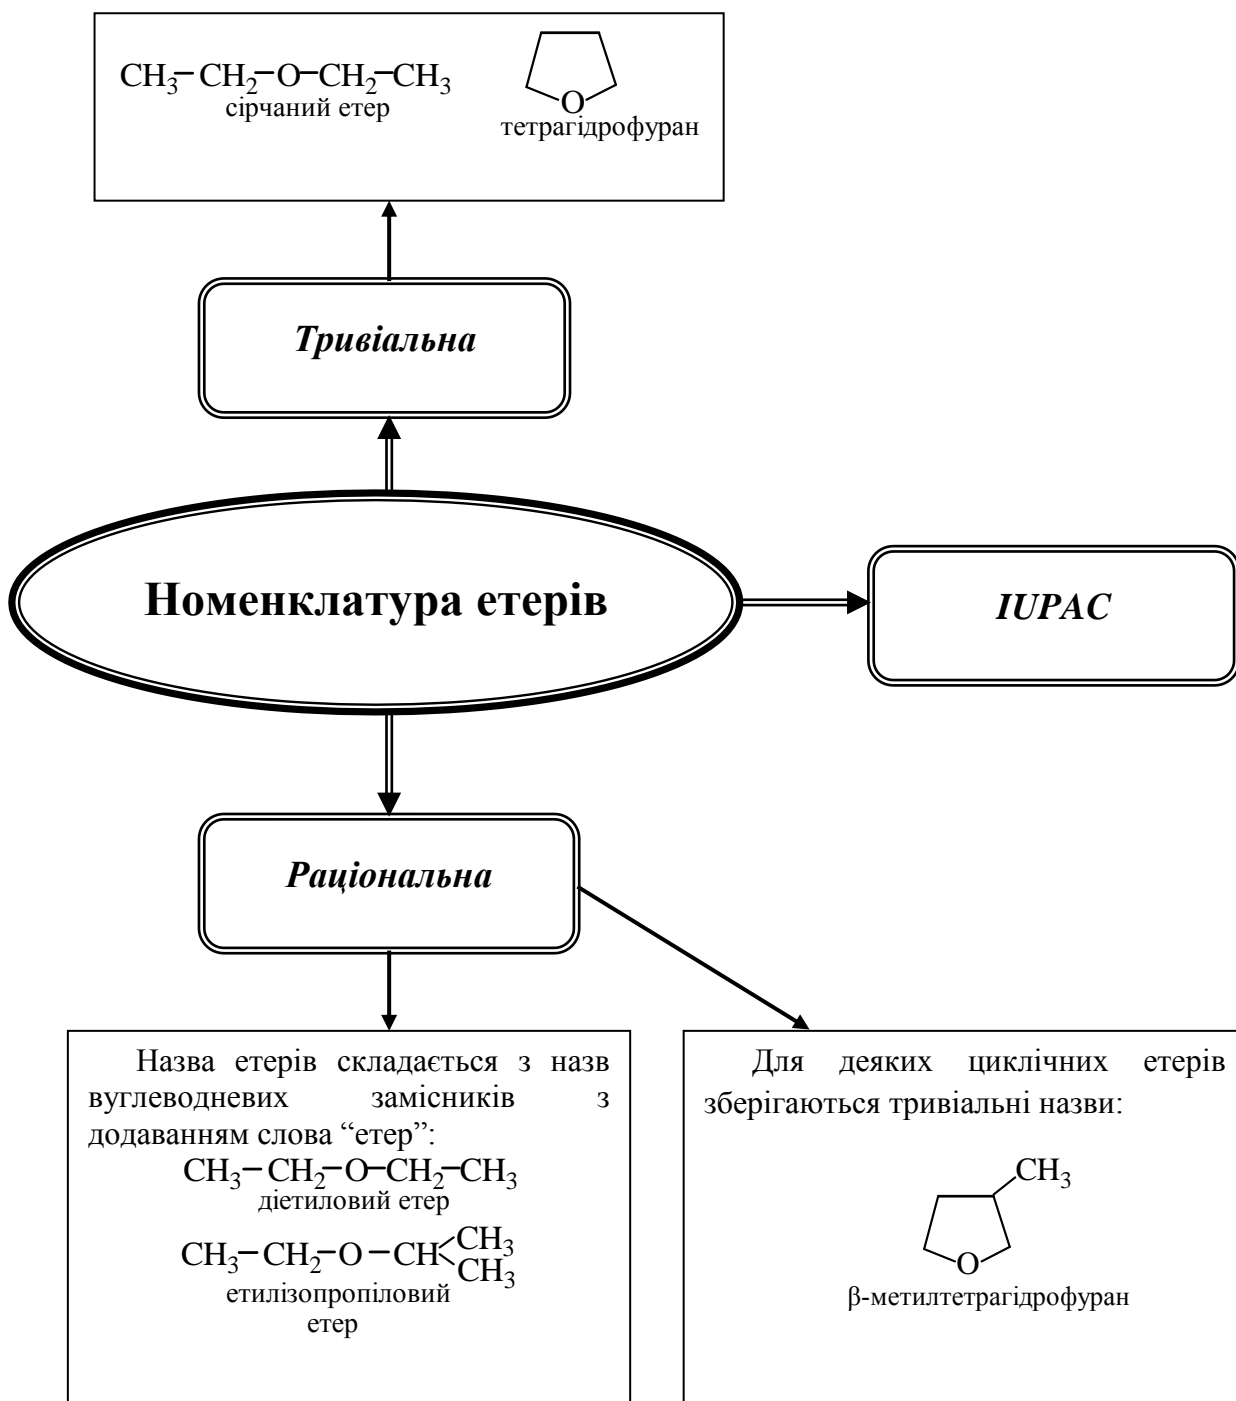 CH₃–CH₂–O–CH₂–CH₃
сірчаний етер
O
тетрагідрофуран
Тривіальна
Номенклатура етерів
IUPAC
Раціональна
Назва етерів складається з назв
вуглеводневих замісників з
додаванням слова “етер”:
CH₃–CH₂–O–CH₂–CH₃
діетиловий етер
CH₃–CH₂–O–CH
CH₃
CH₃
етилізопропіловий
етер
Для деяких циклічних етерів
зберігаються тривіальні назви:
CH₃
O
β-метилтетрагідрофуран